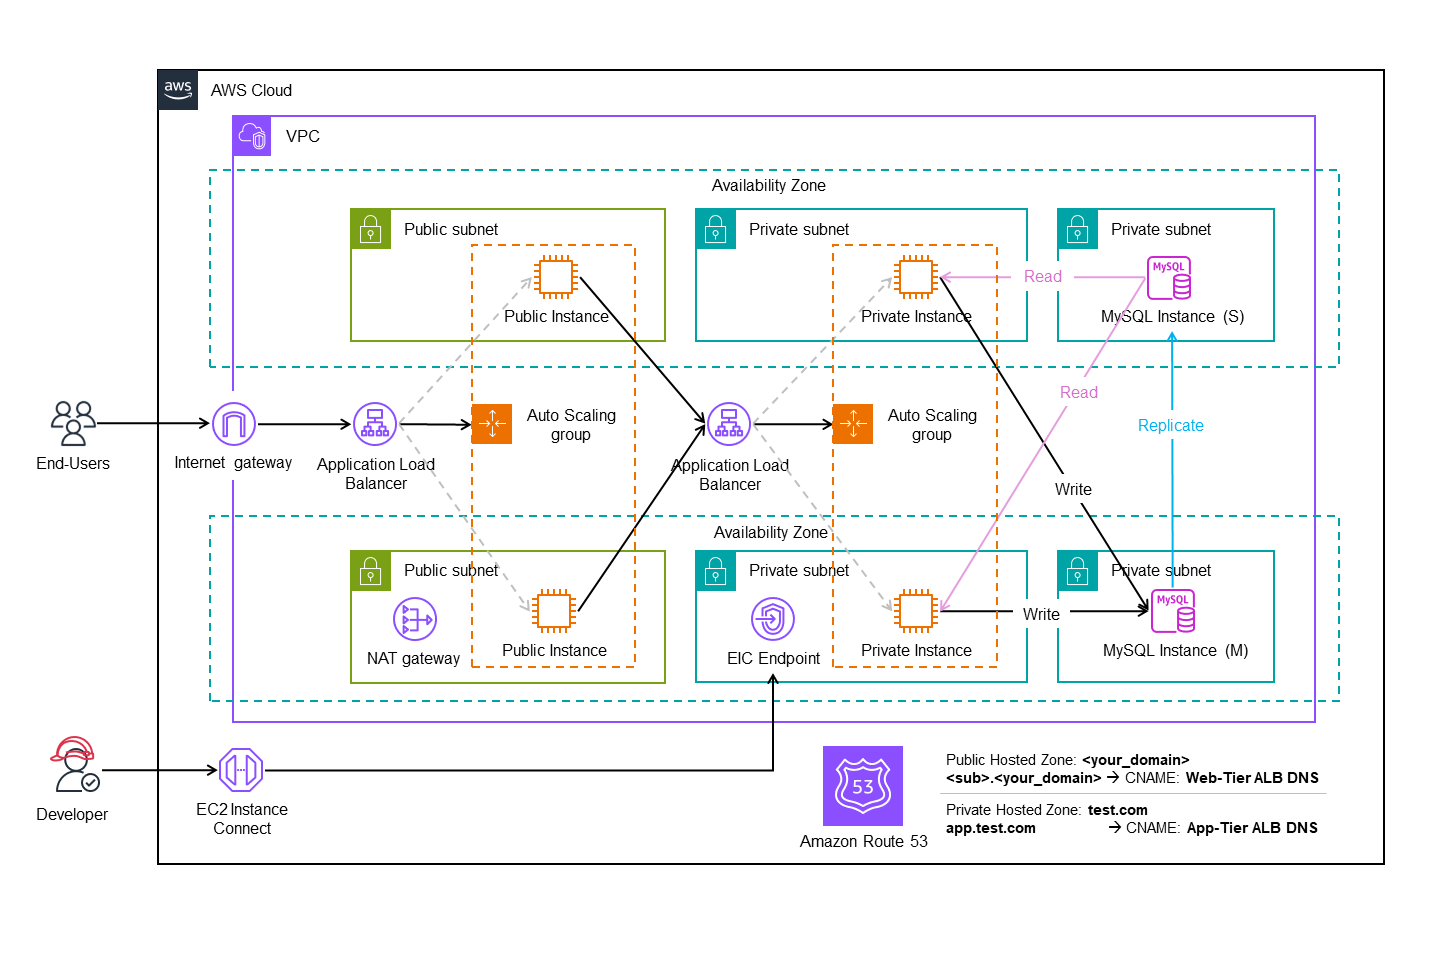 aws
AWS Cloud
VPC
Availability Zone
Public subnet
Private subnet
Private subnet
MySQL
Read
Public Instance
Private Instance
MySQL Instance (S)
Read
Auto Scaling
group
Auto Scaling
group
Replicate
End-Users
Internet gateway
Application Load
Balancer
Application Load
Balancer
Write
Availability Zone
Public subnet
Private subnet
Private subnet
MySQL
Write
NAT gateway
Public Instance
EIC Endpoint
Private Instance
MySQL Instance (M)
Developer
EC2 Instance
Connect
53
Amazon Route 53
Public Hosted Zone: <your_domain>
<sub>.<your_domain> → CNAME: Web-Tier ALB DNS
Private Hosted Zone: test.com
app.test.com → CNAME: App-Tier ALB DNS